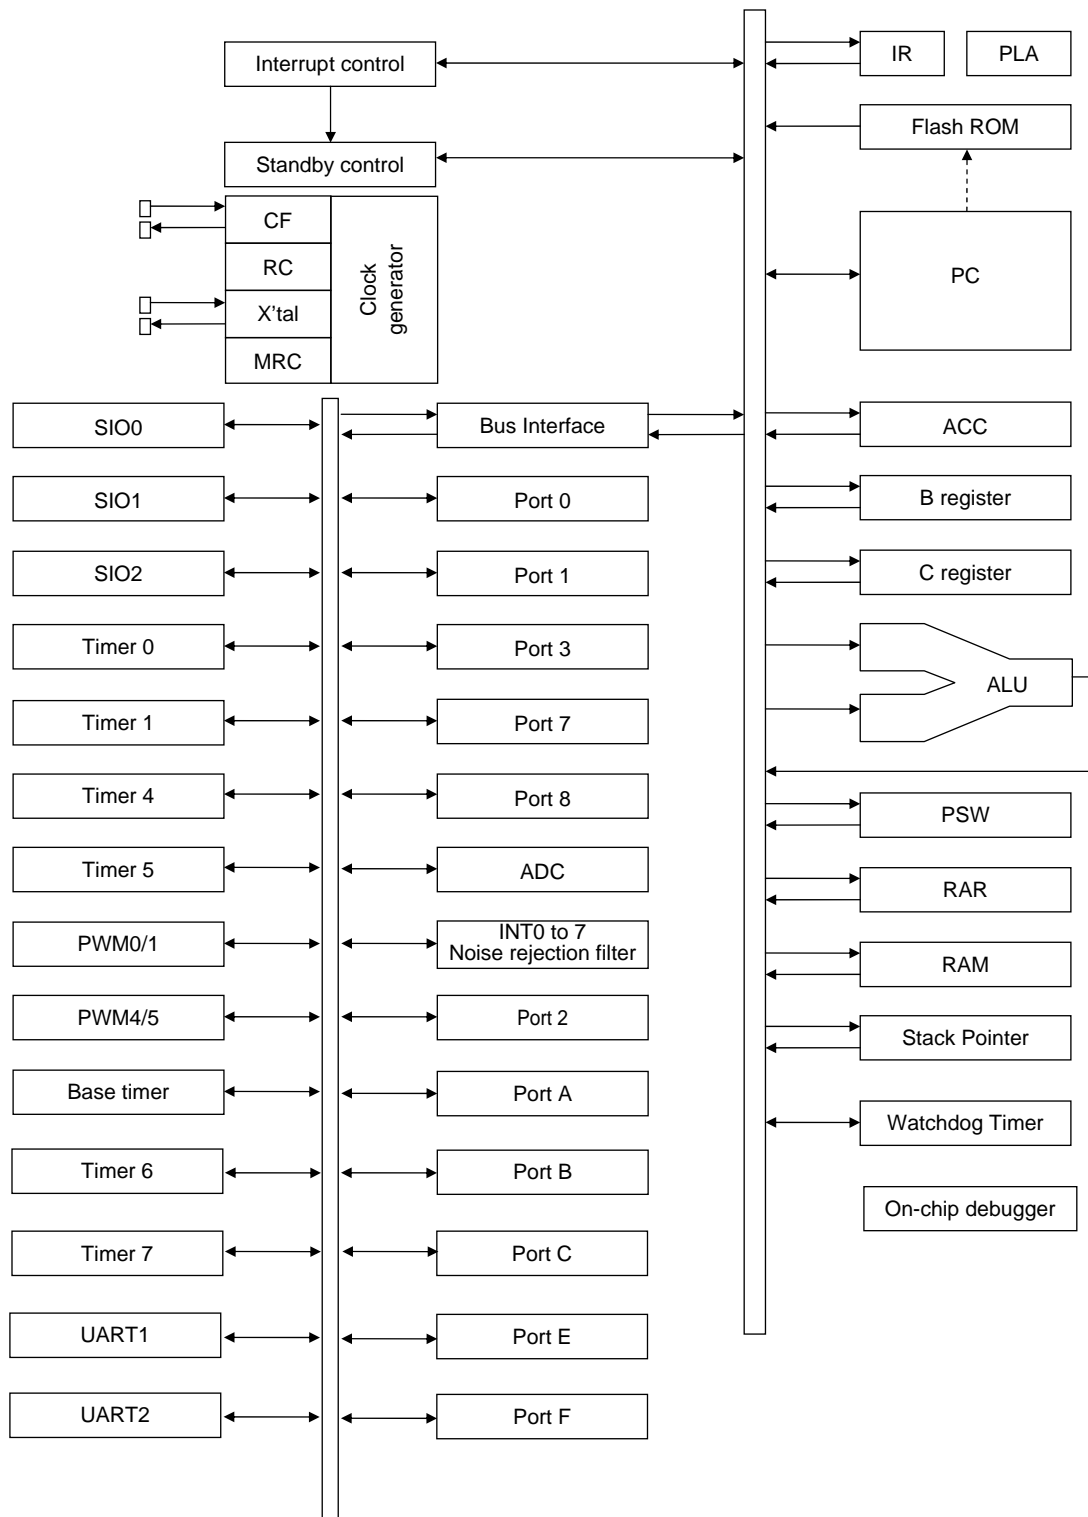 Interrupt control
IR
PLA
Flash ROM
Standby control
CF
RC
X'tal
MRC
Clock
generator
PC
SIO0
Bus Interface
ACC
SIO1
Port 0
B register
SIO2
Port 1
C register
Timer 0
Port 3
ALU
Timer 1
Port 7
Timer 4
Port 8
PSW
Timer 5
ADC
RAR
PWM0/1
INT0 to 7
Noise rejection filter
RAM
PWM4/5
Port 2
Stack Pointer
Base timer
Port A
Watchdog Timer
Timer 6
Port B
On-chip debugger
Timer 7
Port C
UART1
Port E
UART2
Port F